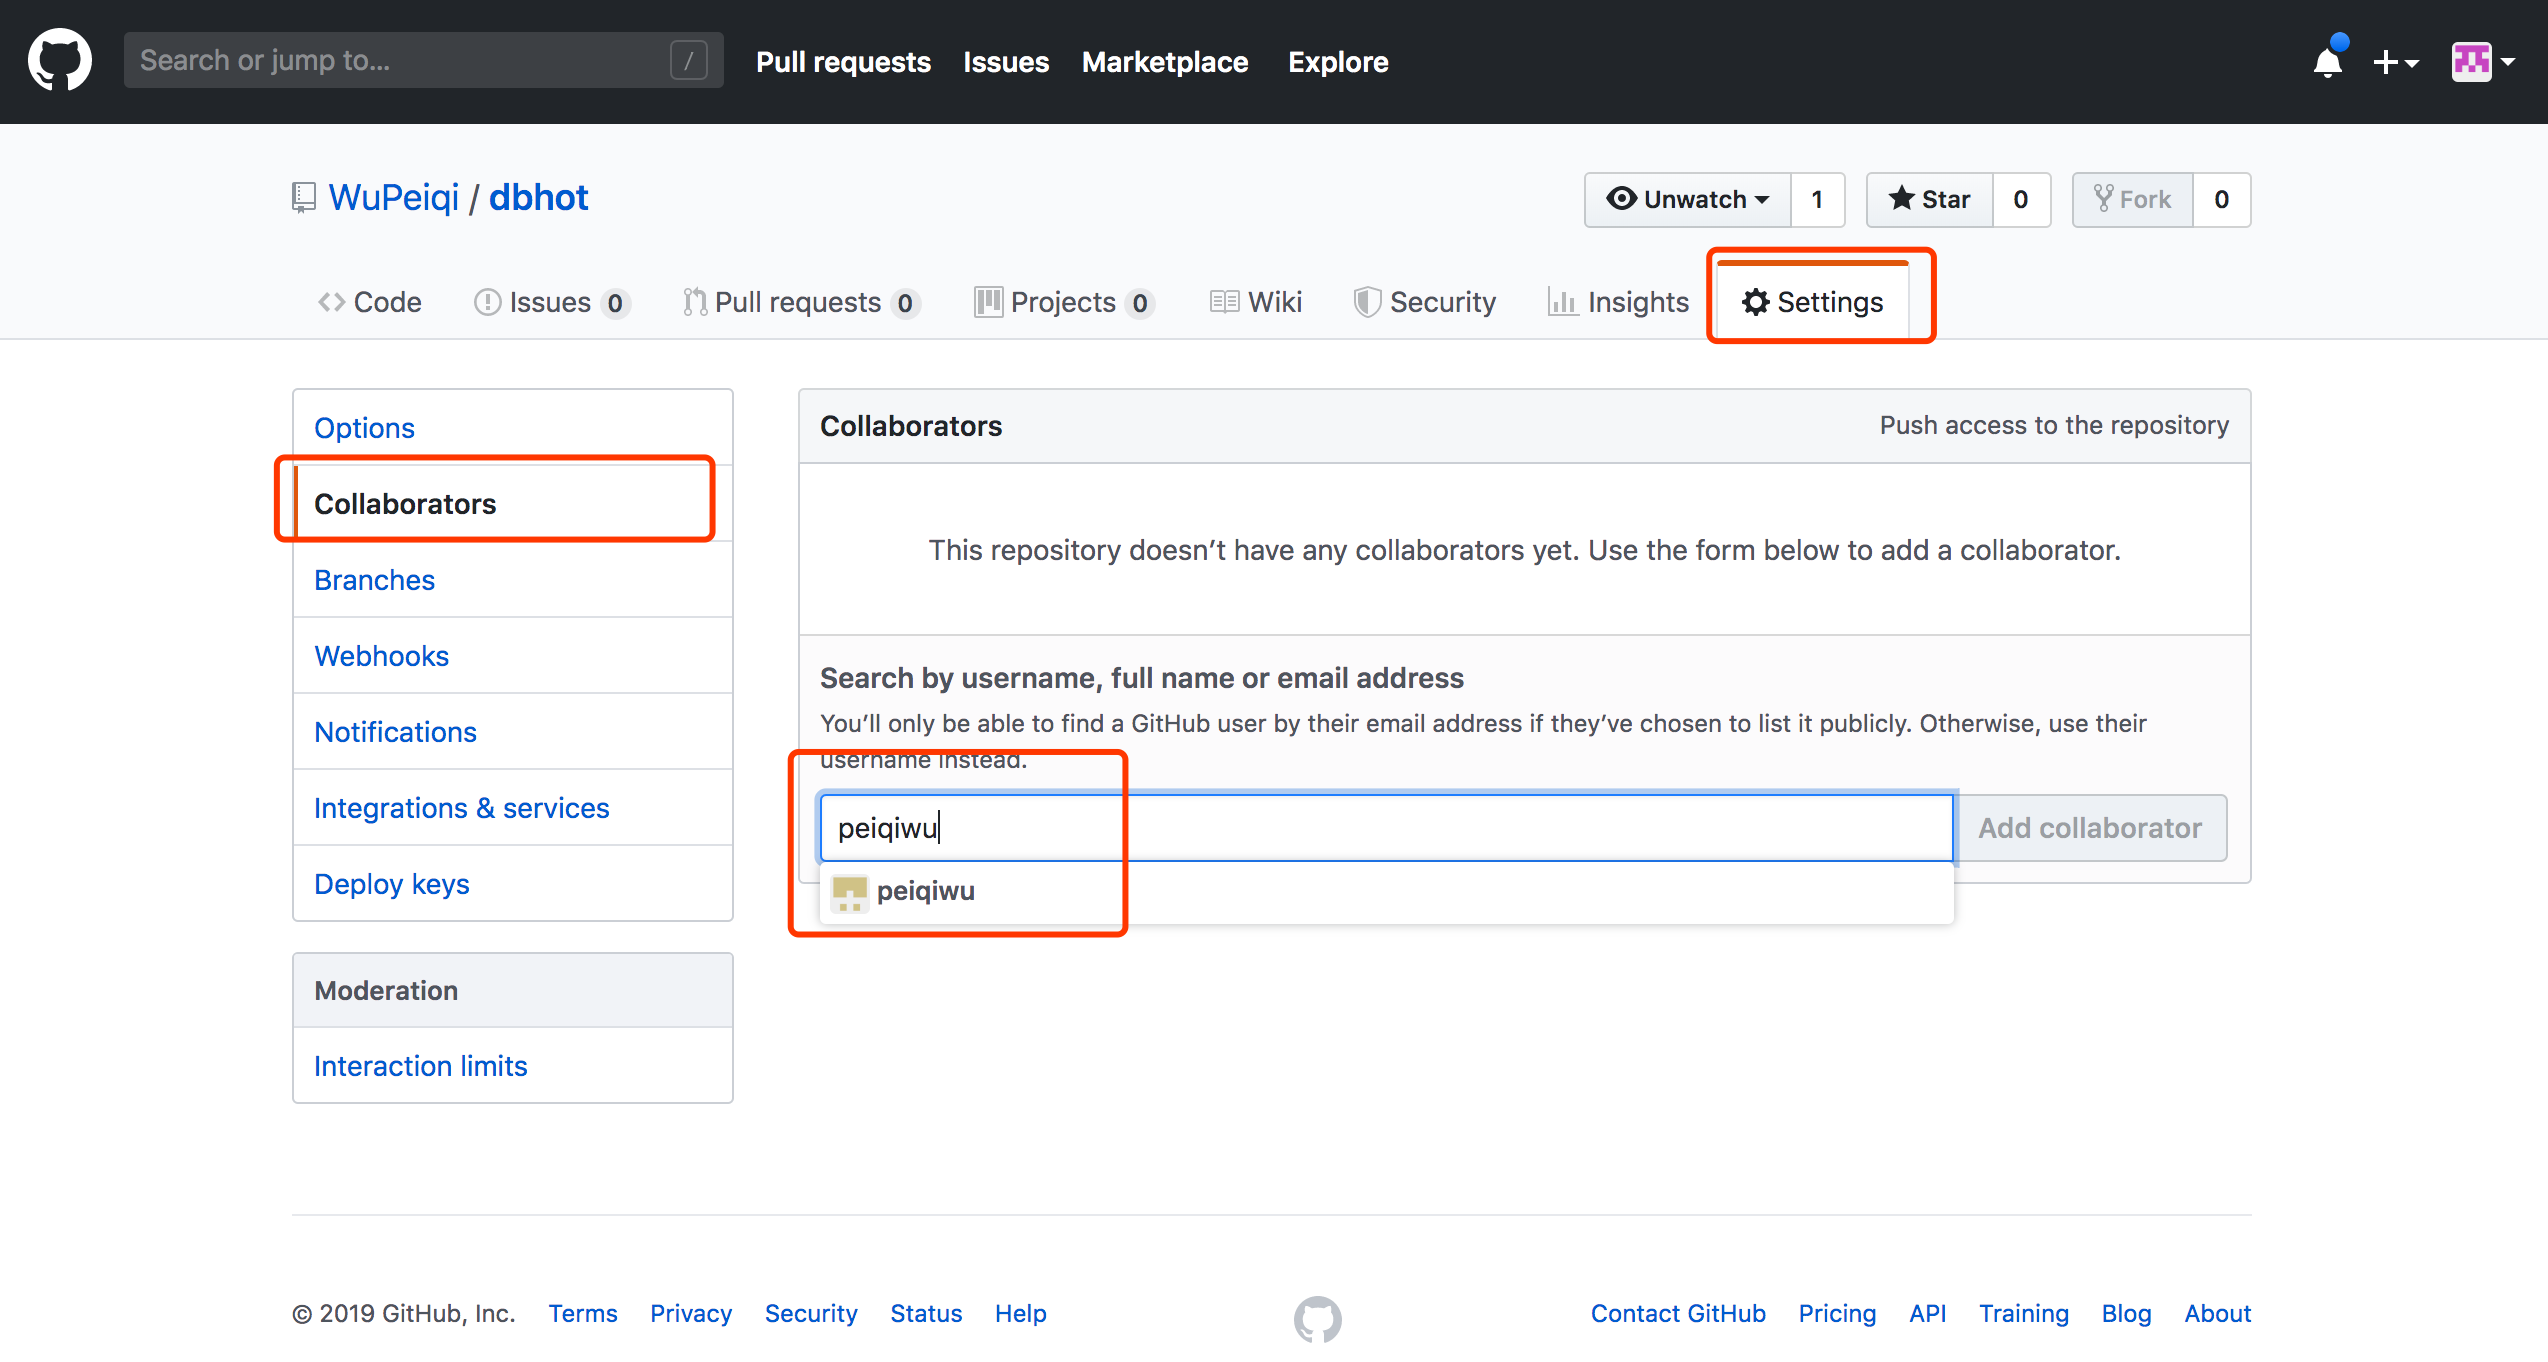 Search or jump to... /
Pull requests Issues Marketplace Explore
WuPeiqi / dbhot
Unwatch 1 Star 0 Fork 0
Code Issues 0 Pull requests 0 Projects 0 Wiki Security Insights Settings
Options
Collaborators
Branches
Webhooks
Notifications
Integrations & services
Deploy keys
Moderation
Interaction limits
Collaborators Push access to the repository
This repository doesn’t have any collaborators yet. Use the form below to add a collaborator.
Search by username, full name or email address
You’ll only be able to find a GitHub user by their email address if they’ve chosen to list it publicly. Otherwise, use their
username instead.
peiqiwu Add collaborator
peiqiwu
© 2019 GitHub, Inc. Terms Privacy Security Status Help Contact GitHub Pricing API Training Blog About